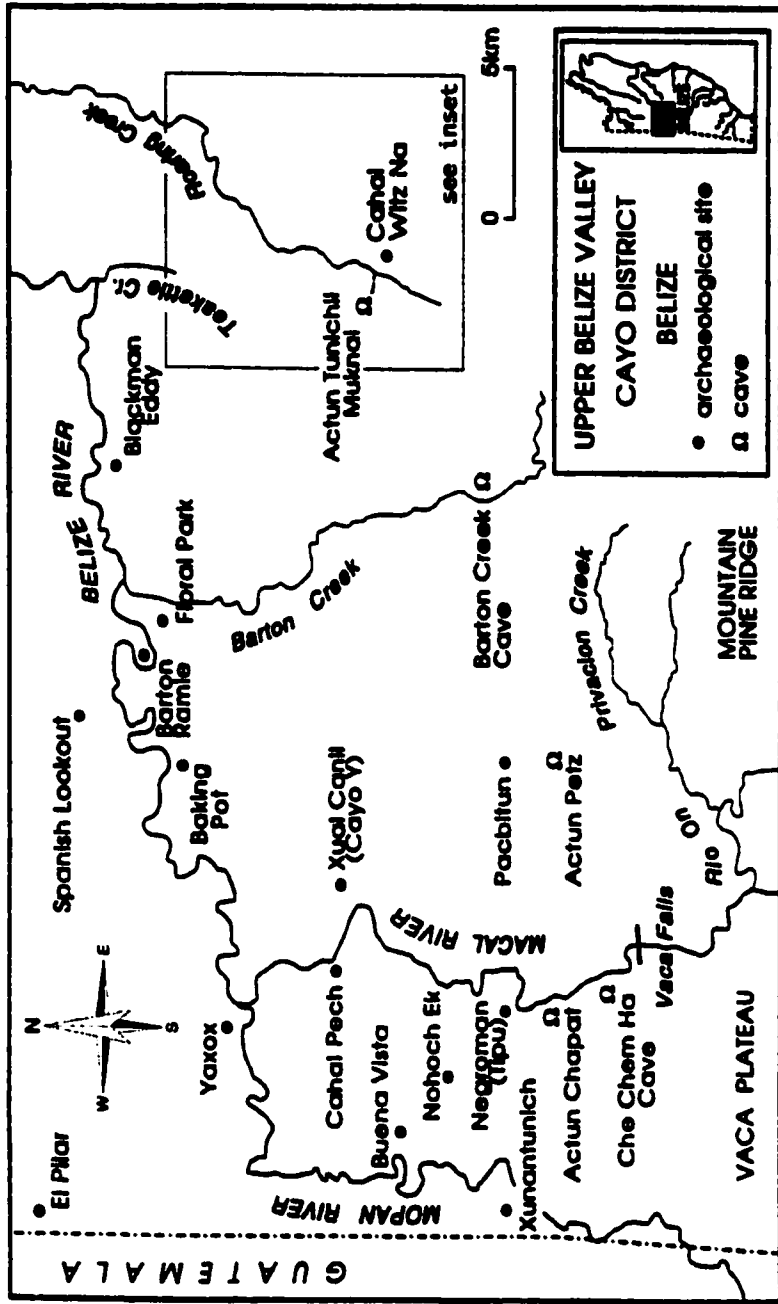 GUATEMALA
El Pilar
N
W
E
S
Spanish Lookout
Yaxox
BELIZE RIVER
Baking
Pot
Barton
Ramie
Floral Park
Blackman
Eddy
Teakettle Cr.
Roaring Creek
Cahal Pech
Xual Canil
(Cayo Y)
Buena Vista
Nohoch Ek
Negroman
(Tipu)
MOPAN RIVER
Xunantunich
MACAL RIVER
Barton Creek
Actun Tunichil
Muknal
Ω
Cahal
Witz Na
see inset
0
5km
Pacbitun
Barton Creek
Cave
Ω
Actun Chapat
Ω
Che Chem Ha
Cave
Ω
Actun Petz
Ω
Vaca Falls
Rio On
Privacion Creek
VACA PLATEAU
MOUNTAIN
PINE RIDGE
UPPER BELIZE VALLEY
CAYO DISTRICT
BELIZE
• archaeological site
Ω cave